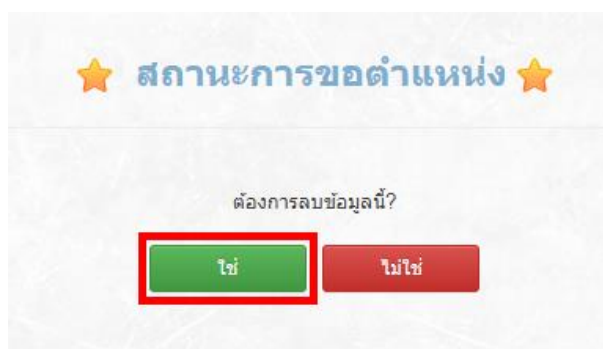 สถานะการขอตำแหน่ง
ต้องการลบข้อมูลนี้?
ใช่ ไม่ใช่